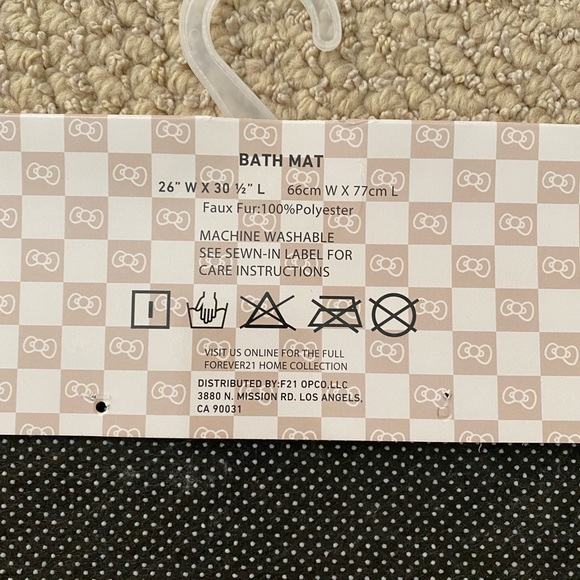 BATH MAT
26" W X 30 ½" L 66cm W X 77cm L
Faux Fur:100%Polyester
MACHINE WASHABLE
SEE SEWN-IN LABEL FOR
CARE INSTRUCTIONS
VISIT US ONLINE FOR THE FULL
FOREVER21 HOME COLLECTION
DISTRIBUTED BY:F21 OPCO,LLC
3880 N. MISSION RD. LOS ANGELS,
CA 90031